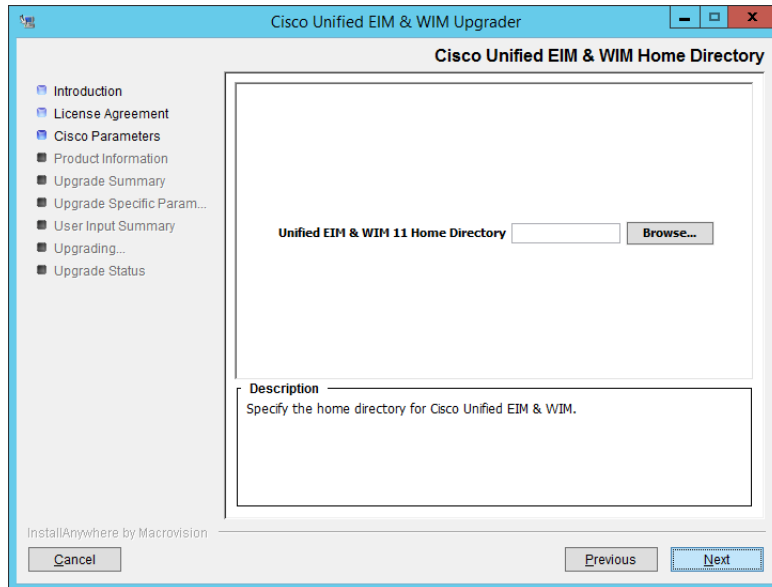 Cisco Unified EIM & WIM Upgrader
Cisco Unified EIM & WIM Home Directory
Introduction
License Agreement
Cisco Parameters
Product Information
Upgrade Summary
Upgrade Specific Param...
User Input Summary
Upgrading...
Upgrade Status
Unified EIM & WIM 11 Home Directory Browse...
Description
Specify the home directory for Cisco Unified EIM & WIM.
InstallAnywhere by Macrovision
Cancel Previous Next